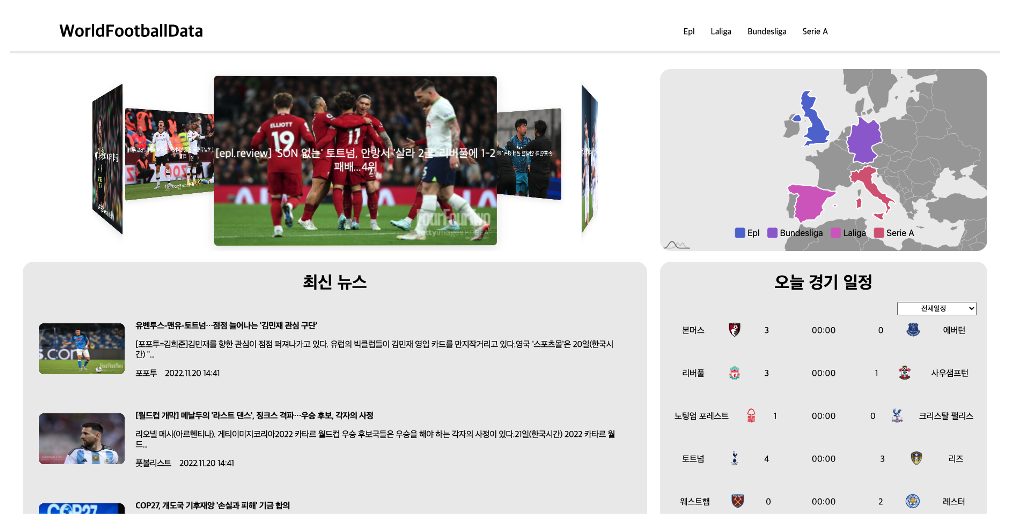 WorldFootballData
Epl Laliga Bundesliga Serie A
ELLIOTT
19
11
[epl.review] 'SON 없는' 토트넘, 안방서 '살라 2골' 리버풀에 1-2
패배...4위
FourFourTwo
Epl Bundesliga Laliga Serie A
최신 뉴스
유벤투스-맨유-토트넘…점점 늘어나는 '김민재 관심 구단'
[포포투=김희준]김민재를 향한 관심이 점점 퍼져나가고 있다. 유럽의 빅클럽들이 김민재 영입 카드를 만지작거리고 있다.영국 '스포츠몰'은 20일(한국시
간) "...
포포투 2022.11.20 14:41
[월드컵 개막] 메날두의 '라스트 댄스', 징크스 격파…우승 후보, 각자의 사정
리오넬 메시(아르헨티나). 게티이미지코리아2022 카타르 월드컵 우승 후보국들은 우승을 해야 하는 각자의 사정이 있다.21일(한국시간) 2022 카타르 월
드...
풋볼리스트 2022.11.20 14:41
COP27, 개도국 기후재앙 '손실과 피해' 기금 합의
오늘 경기 일정
전체일정
본머스 3 00:00 0 에버턴
리버풀 3 00:00 1 사우샘프턴
노팅엄 포레스트 1 00:00 0 크리스탈 팰리스
토트넘 4 00:00 3 리즈
웨스트햄 0 00:00 2 레스터